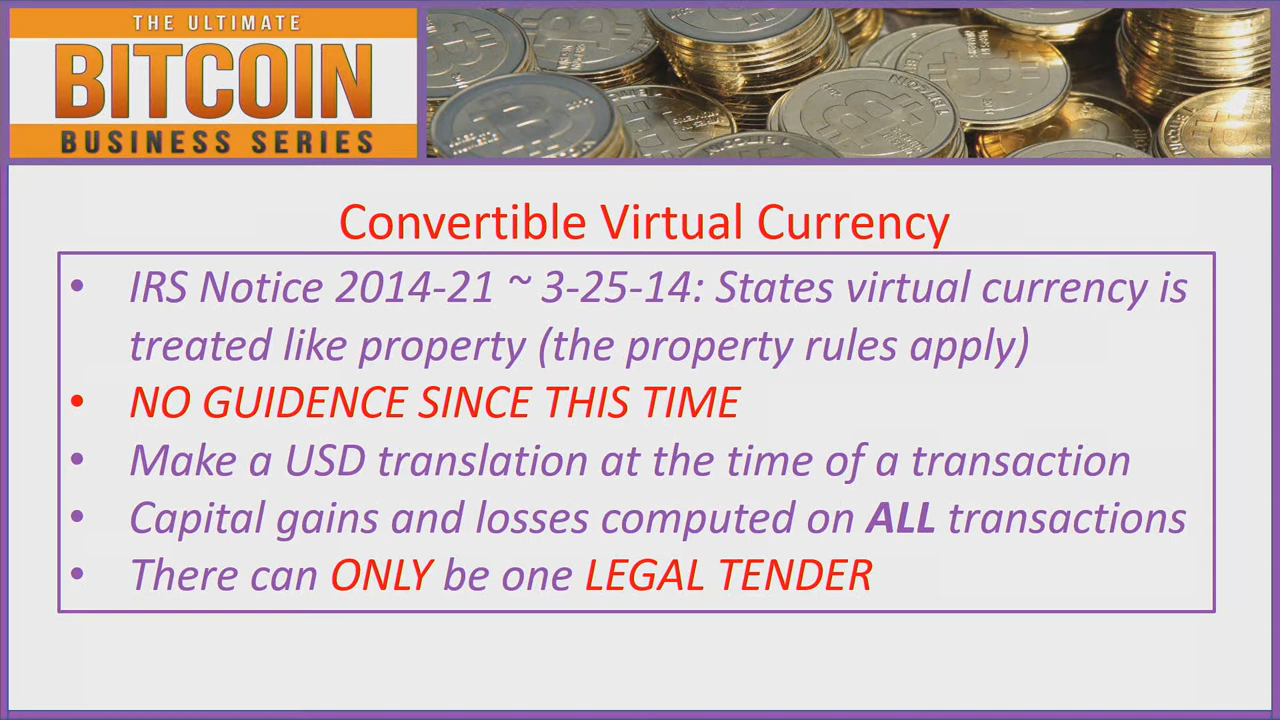 THE ULTIMATE
BITCOIN
BUSINESS SERIES
Convertible Virtual Currency
• IRS Notice 2014-21 ~ 3-25-14: States virtual currency is
treated like property (the property rules apply)
• NO GUIDENCE SINCE THIS TIME
• Make a USD translation at the time of a transaction
• Capital gains and losses computed on ALL transactions
• There can ONLY be one LEGAL TENDER